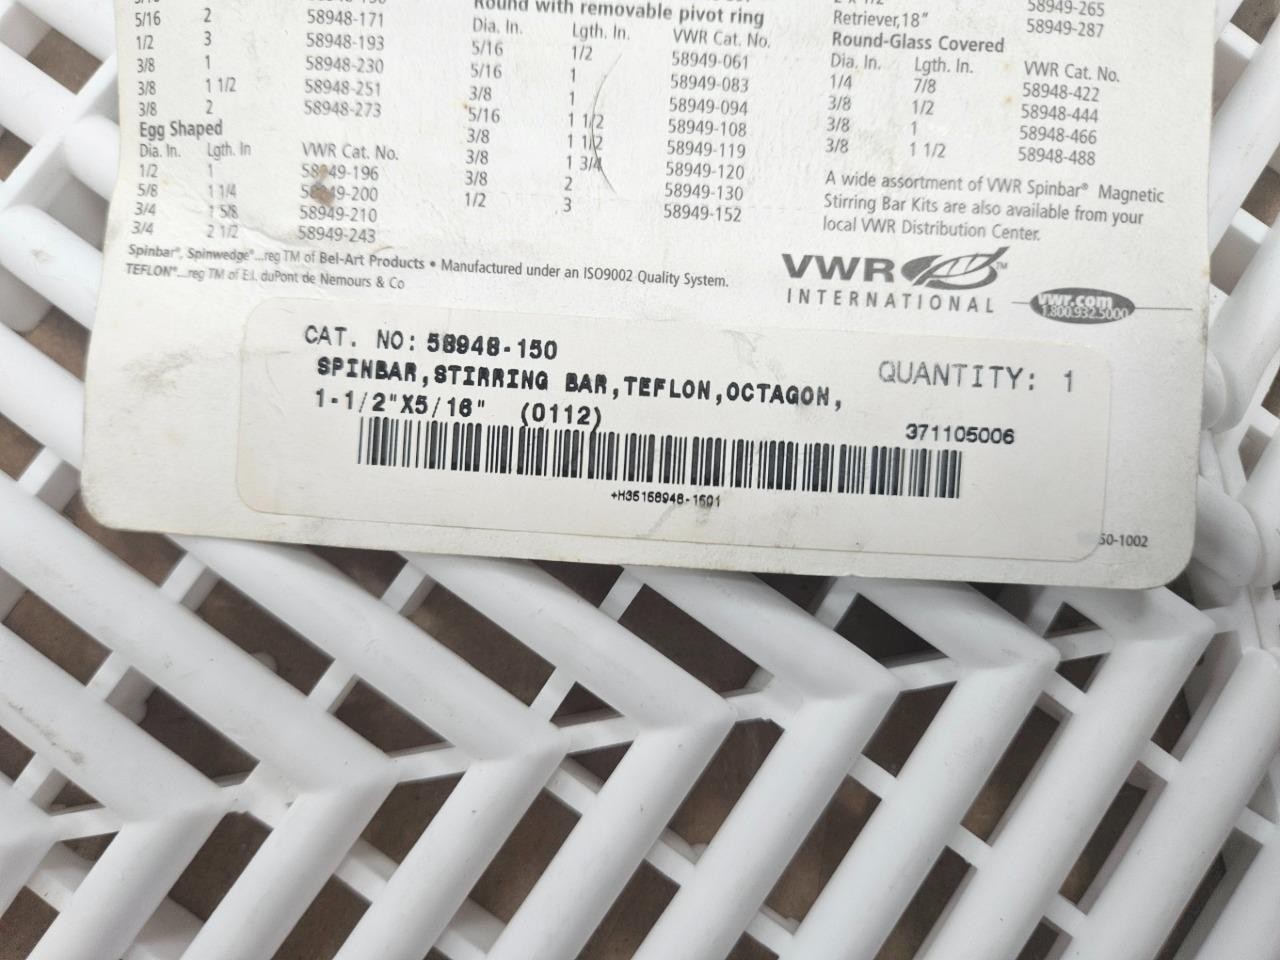 5/16 2 58948-171
1/2 3 58948-193
3/8 1 58948-230
3/8 1 1/2 58948-251
3/8 2 58948-273
Egg Shaped
Dia. In. Lgth. In VWR Cat. No.
1/2 1 58949-196
5/8 1 1/4 58949-200
3/4 1 5/8 58949-210
3/4 2 1/2 58949-243
Round with removable pivot ring
Dia. In. Lgth. In. VWR Cat. No.
5/16 1/2 58949-061
5/16 1 58949-083
3/8 1 58949-094
5/16 1 1/2 58949-108
3/8 1 1/2 58949-119
3/8 1 3/4 58949-120
3/8 2 58949-130
1/2 3 58949-152
58949-265
Retriever,18" 58949-287
Round-Glass Covered
Dia. In. Lgth. In. VWR Cat. No.
1/4 7/8 58948-422
3/8 1/2 58948-444
3/8 1 58948-466
3/8 1 1/2 58948-488
A wide assortment of VWR Spinbar® Magnetic
Stirring Bar Kits are also available from your
local VWR Distribution Center.
Spinbar®, Spinwedge®...reg TM of Bel-Art Products • Manufactured under an ISO9002 Quality System.
TEFLON®...reg TM of E.I. duPont de Nemours & Co
VWR™
INTERNATIONAL
vwr.com
1.800.932.5000
CAT. NO: 58948-150
SPINBAR,STIRRING BAR,TEFLON,OCTAGON,
1-1/2"X5/16" (0112)
QUANTITY: 1
371105006
+H35158948-1501
50-1002